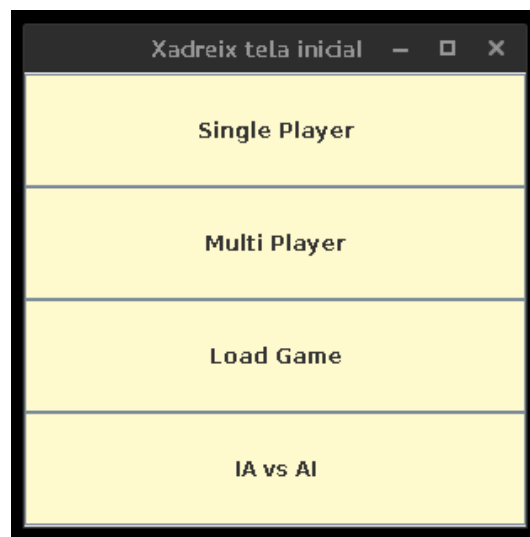 Xadreix tela inicial
Single Player
Multi Player
Load Game
IA vs AI